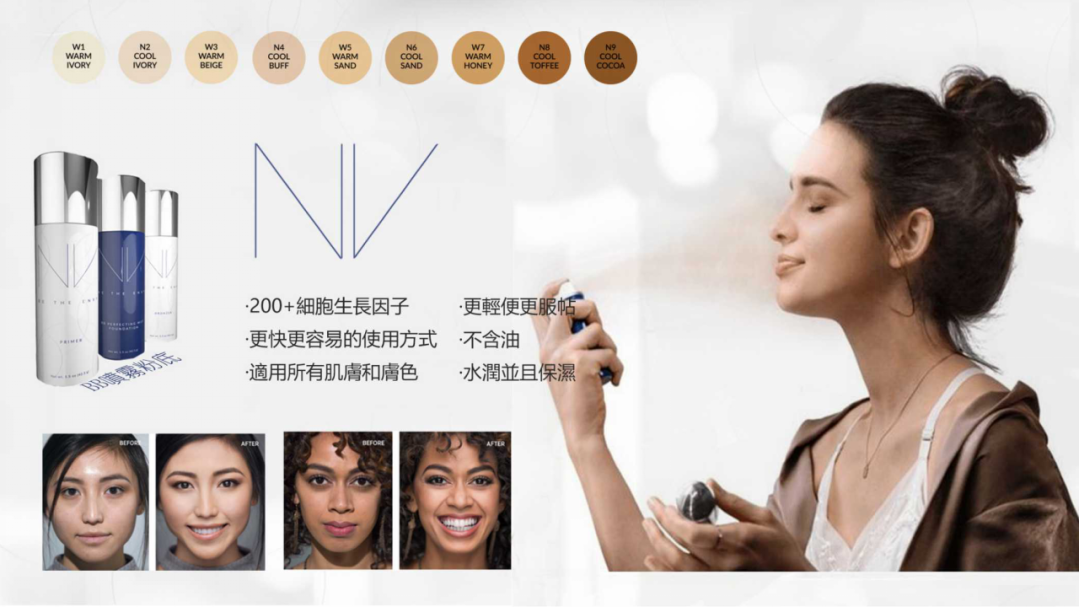 W1
WARM
IVORY
N2
COOL
IVORY
W3
WARM
BEIGE
N4
COOL
BUFF
W5
WARM
SAND
N6
COOL
SAND
W7
WARM
HONEY
N8
COOL
TOFFEE
N9
COOL
COCOA
NV
PRIMER
FOUNDATION
BB噴霧粉底
·200+細胞生長因子
·更快更容易的使用方式
·適用所有肌膚和膚色
·更輕便更服帖
·不含油
·水潤並且保濕
BEFORE
AFTER
BEFORE
AFTER